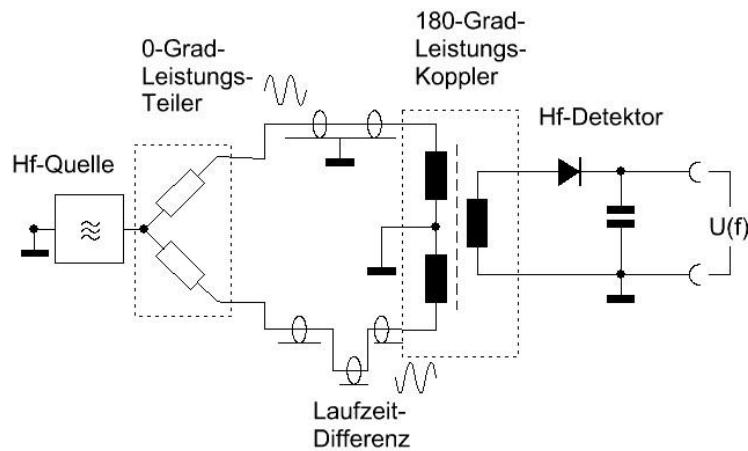 0-Grad-
Leistungs-
Teiler
180-Grad-
Leistungs-
Koppler
Hf-Detektor
Hf-Quelle
U(f)
Laufzeit-
Differenz